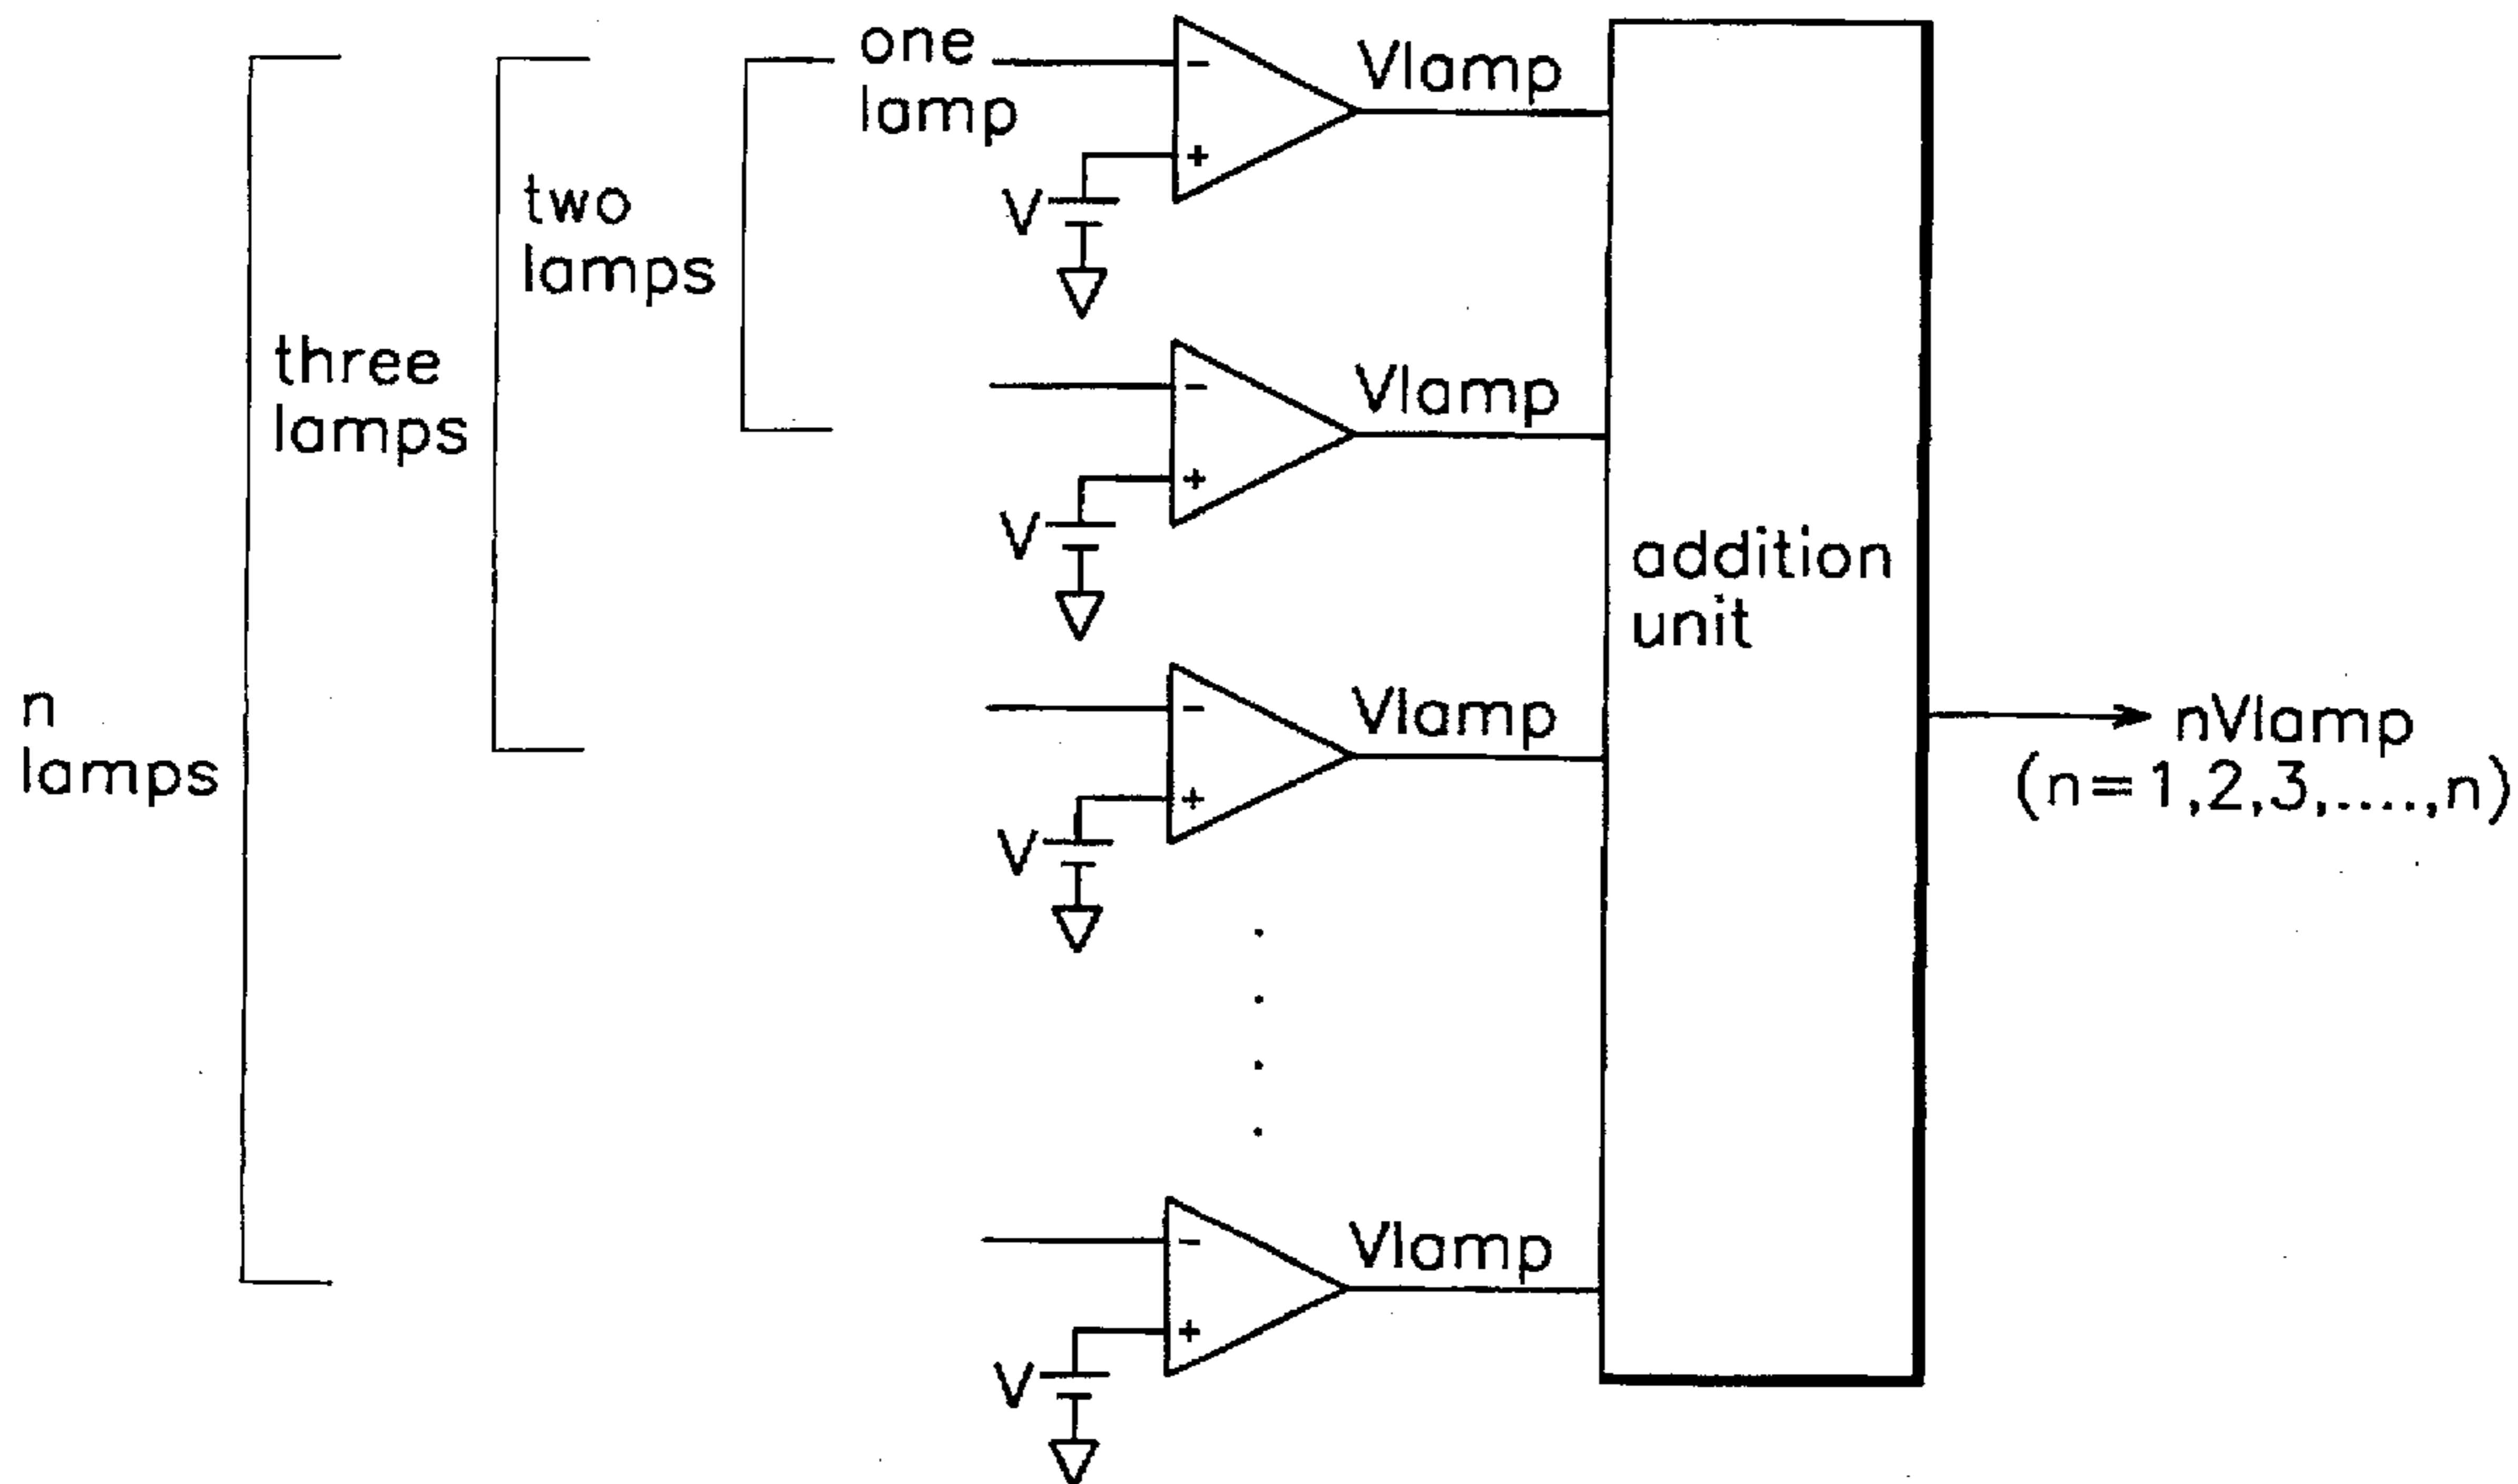 one
lamp
Vlamp
-
+
V
two
lamps
three
lamps
Vlamp
-
+
V
addition
unit
n
lamps
Vlamp
-
+
V
nVlamp
(n=1,2,3,....,n)
Vlamp
-
+
V